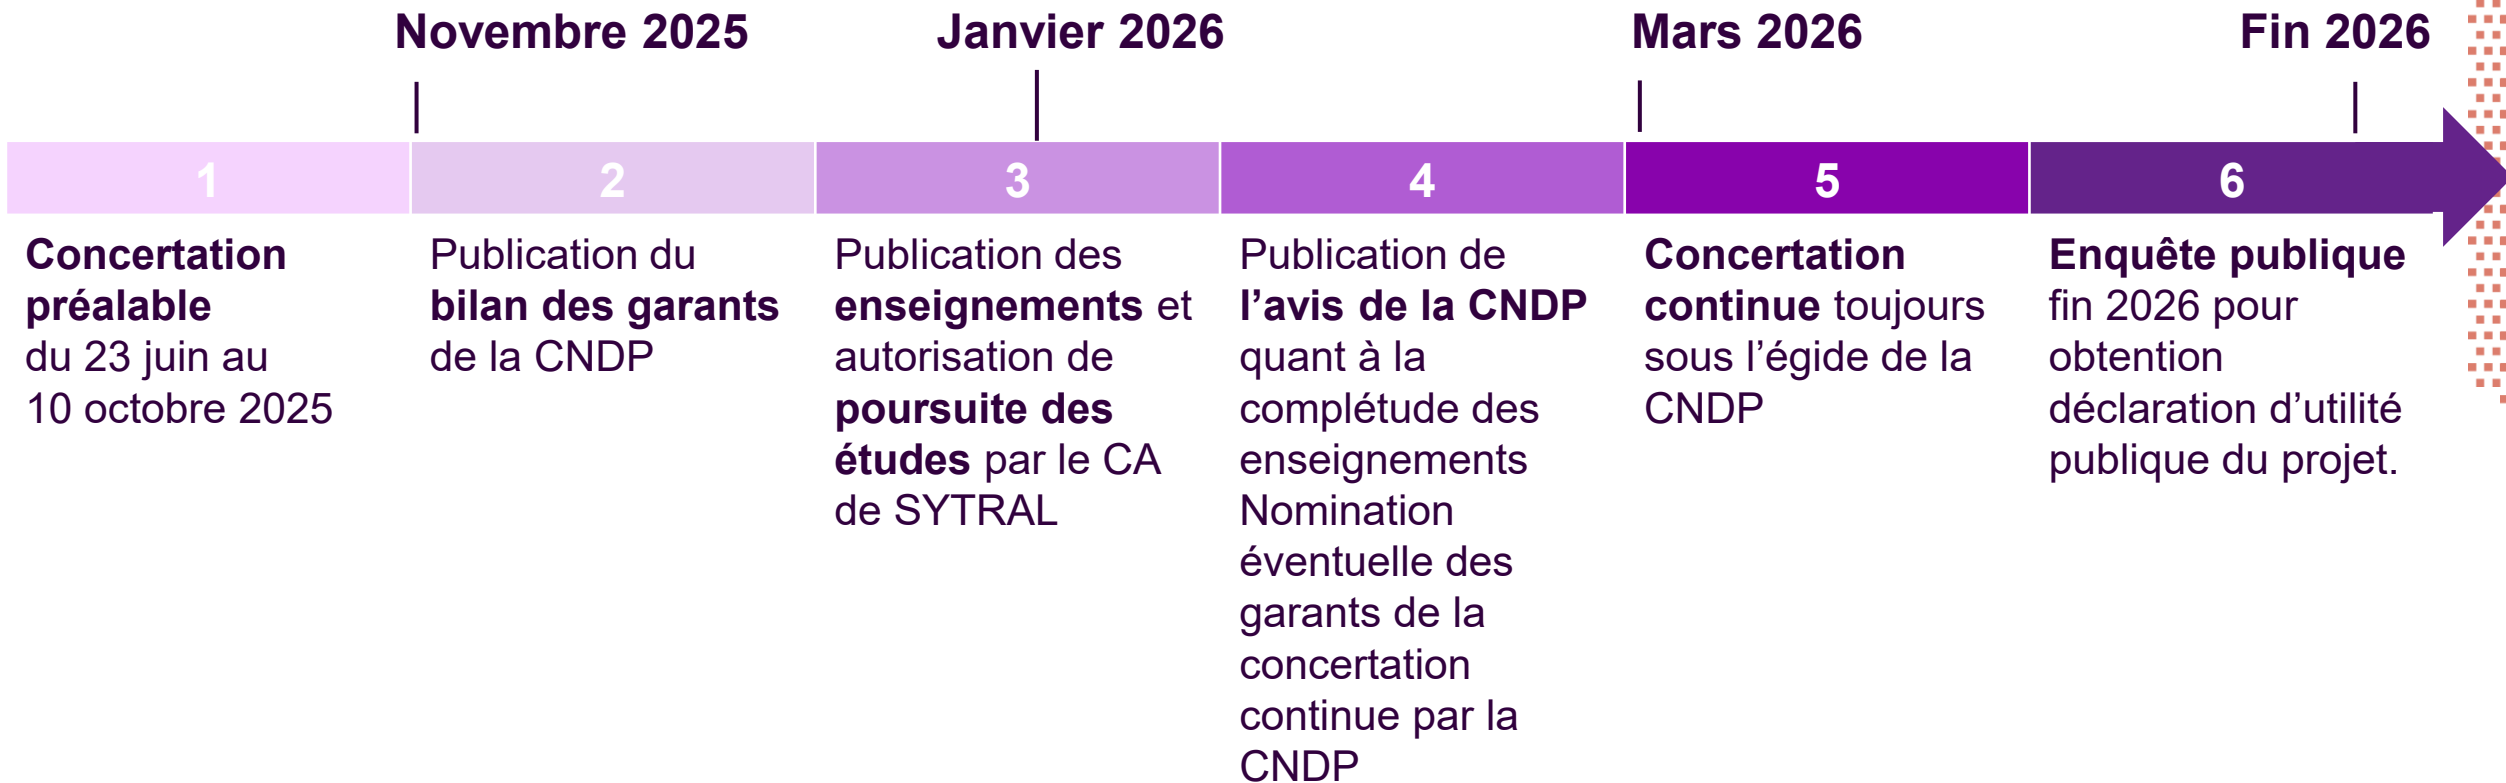 Novembre 2025
Janvier 2026
Mars 2026
Fin 2026
1
2
3
4
5
6
Concertation
préalable
du 23 juin au
10 octobre 2025
Publication du
bilan des garants
de la CNDP
Publication des
enseignements et
autorisation de
poursuite des
études par le CA
de SYTRAL
Publication de
l’avis de la CNDP
quant à la
complétude des
enseignements
Nomination
éventuelle des
garants de la
concertation
continue par la
CNDP
Concertation
continue toujours
sous l’égide de la
CNDP
Enquête publique
fin 2026 pour
obtention
déclaration d’utilité
publique du projet.